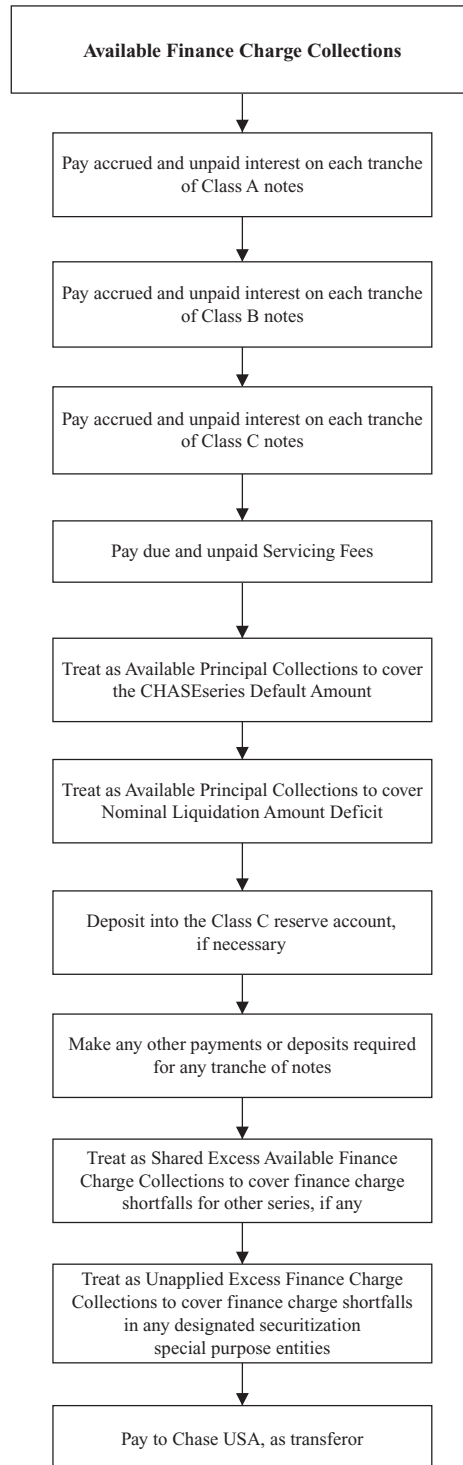 Available Finance Charge Collections
Pay accrued and unpaid interest on each tranche
of Class A notes
Pay accrued and unpaid interest on each tranche
of Class B notes
Pay accrued and unpaid interest on each tranche
of Class C notes
Pay due and unpaid Servicing Fees
Treat as Available Principal Collections to cover
the CHASEseries Default Amount
Treat as Available Principal Collections to cover
Nominal Liquidation Amount Deficit
Deposit into the Class C reserve account,
if necessary
Make any other payments or deposits required
for any tranche of notes
Treat as Shared Excess Available Finance
Charge Collections to cover finance charge
shortfalls for other series, if any
Treat as Unapplied Excess Finance Charge
Collections to cover finance charge shortfalls
in any designated securitization
special purpose entities
Pay to Chase USA, as transferor